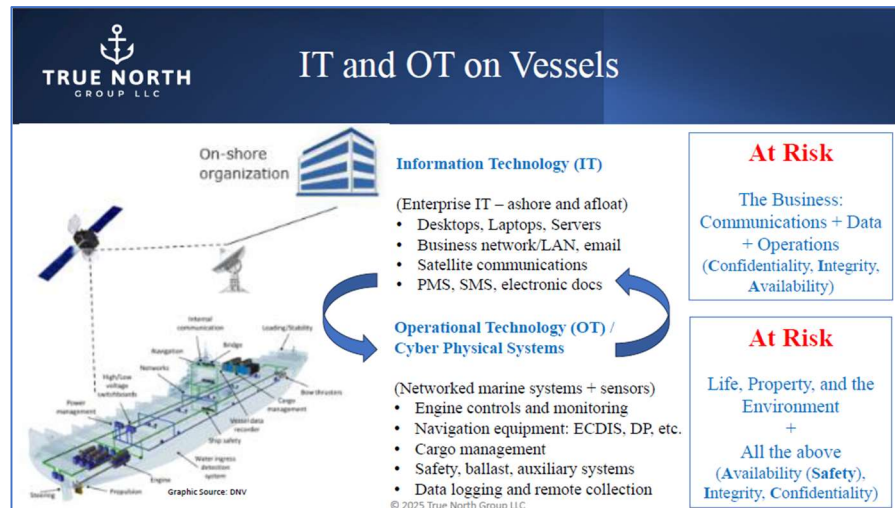 TRUE NORTH
GROUP LLC
IT and OT on Vessels
On-shore
organization
Internal
communication
Loading/Stability
Navigation
Bridge
Networks
High/Low
voltage
switchboards
Power
management
Bow thrusters
Cargo
management
Vessel data
recorder
Ship safety
Water ingress
detection
system
Engine
Propulsion
Steering
Graphic Source: DNV
Information Technology (IT)
(Enterprise IT – ashore and afloat)
• Desktops, Laptops, Servers
• Business network/LAN, email
• Satellite communications
• PMS, SMS, electronic docs
Operational Technology (OT) /
Cyber Physical Systems
(Networked marine systems + sensors)
• Engine controls and monitoring
• Navigation equipment: ECDIS, DP, etc.
• Cargo management
• Safety, ballast, auxiliary systems
• Data logging and remote collection
© 2025 True North Group LLC
At Risk
The Business:
Communications + Data
+ Operations
(Confidentiality, Integrity,
Availability)
At Risk
Life, Property, and the
Environment
+
All the above
(Availability (Safety),
Integrity, Confidentiality)